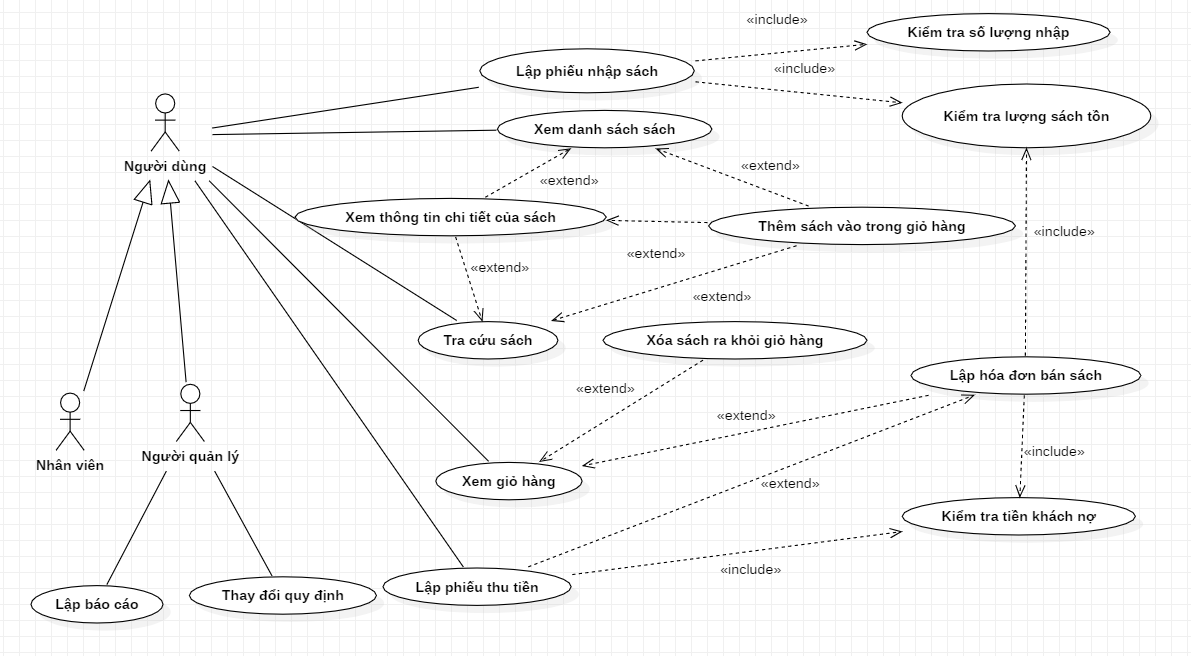 «include»
Kiểm tra số lượng nhập
Lập phiếu nhập sách
«include»
Kiểm tra lượng sách tồn
Xem danh sách sách
Người dùng
«extend»
«extend»
Xem thông tin chi tiết của sách
Thêm sách vào trong giỏ hàng
«include»
«extend»
«extend»
«extend»
Tra cứu sách
Xóa sách ra khỏi giỏ hàng
Lập hóa đơn bán sách
«extend»
«extend»
Nhân viên
Người quản lý
«include»
Xem giỏ hàng
«extend»
Kiểm tra tiền khách nợ
«include»
Lập báo cáo
Thay đổi quy định
Lập phiếu thu tiền